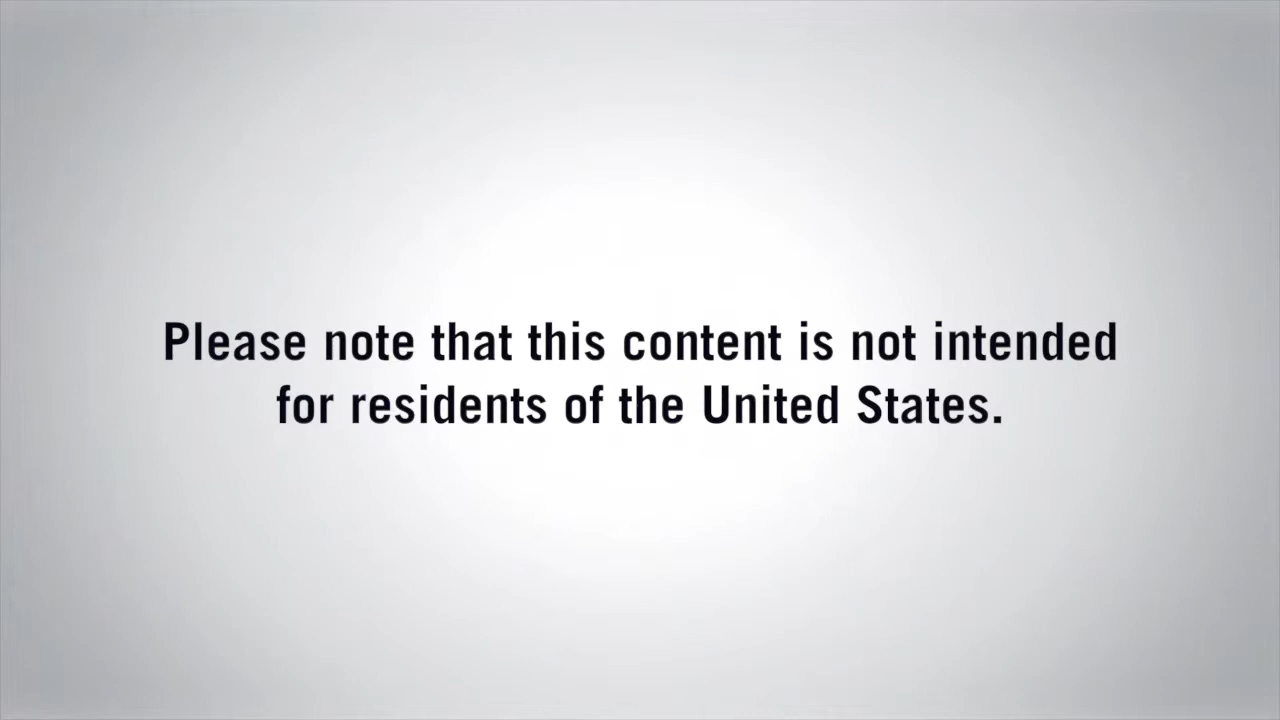 Please note that this content is not intended
for residents of the United States.